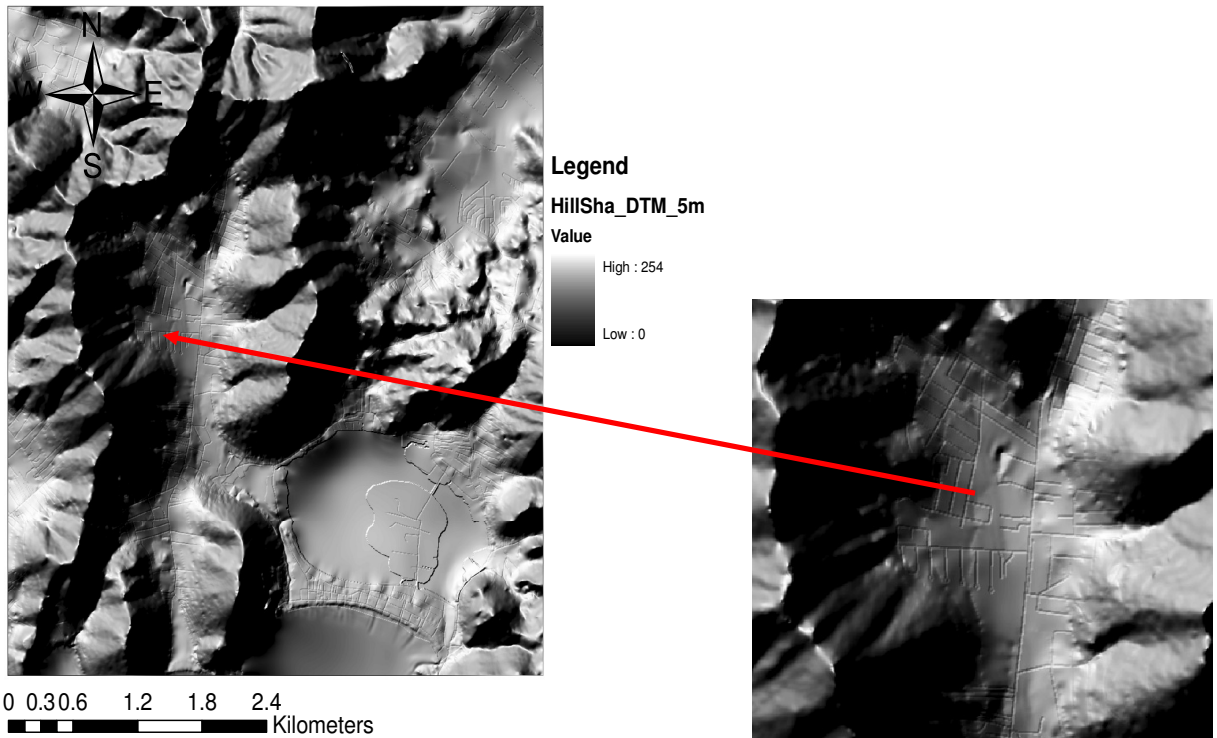 N
W E
S
Legend
HillSha_DTM_5m
Value
High : 254
Low : 0
0 0.30.6 1.2 1.8 2.4
Kilometers